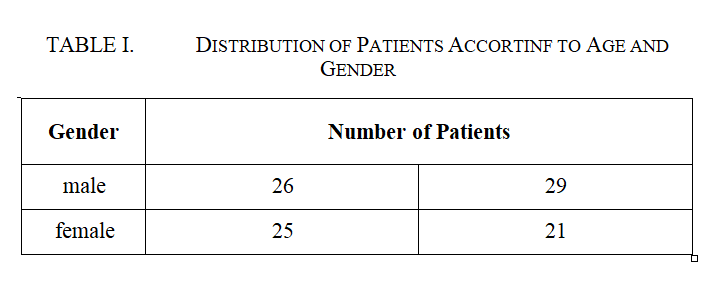 TABLE I. DISTRIBUTION OF PATIENTS ACCORTINF TO AGE AND
GENDER
Gender Number of Patients
male 26 29
female 25 21